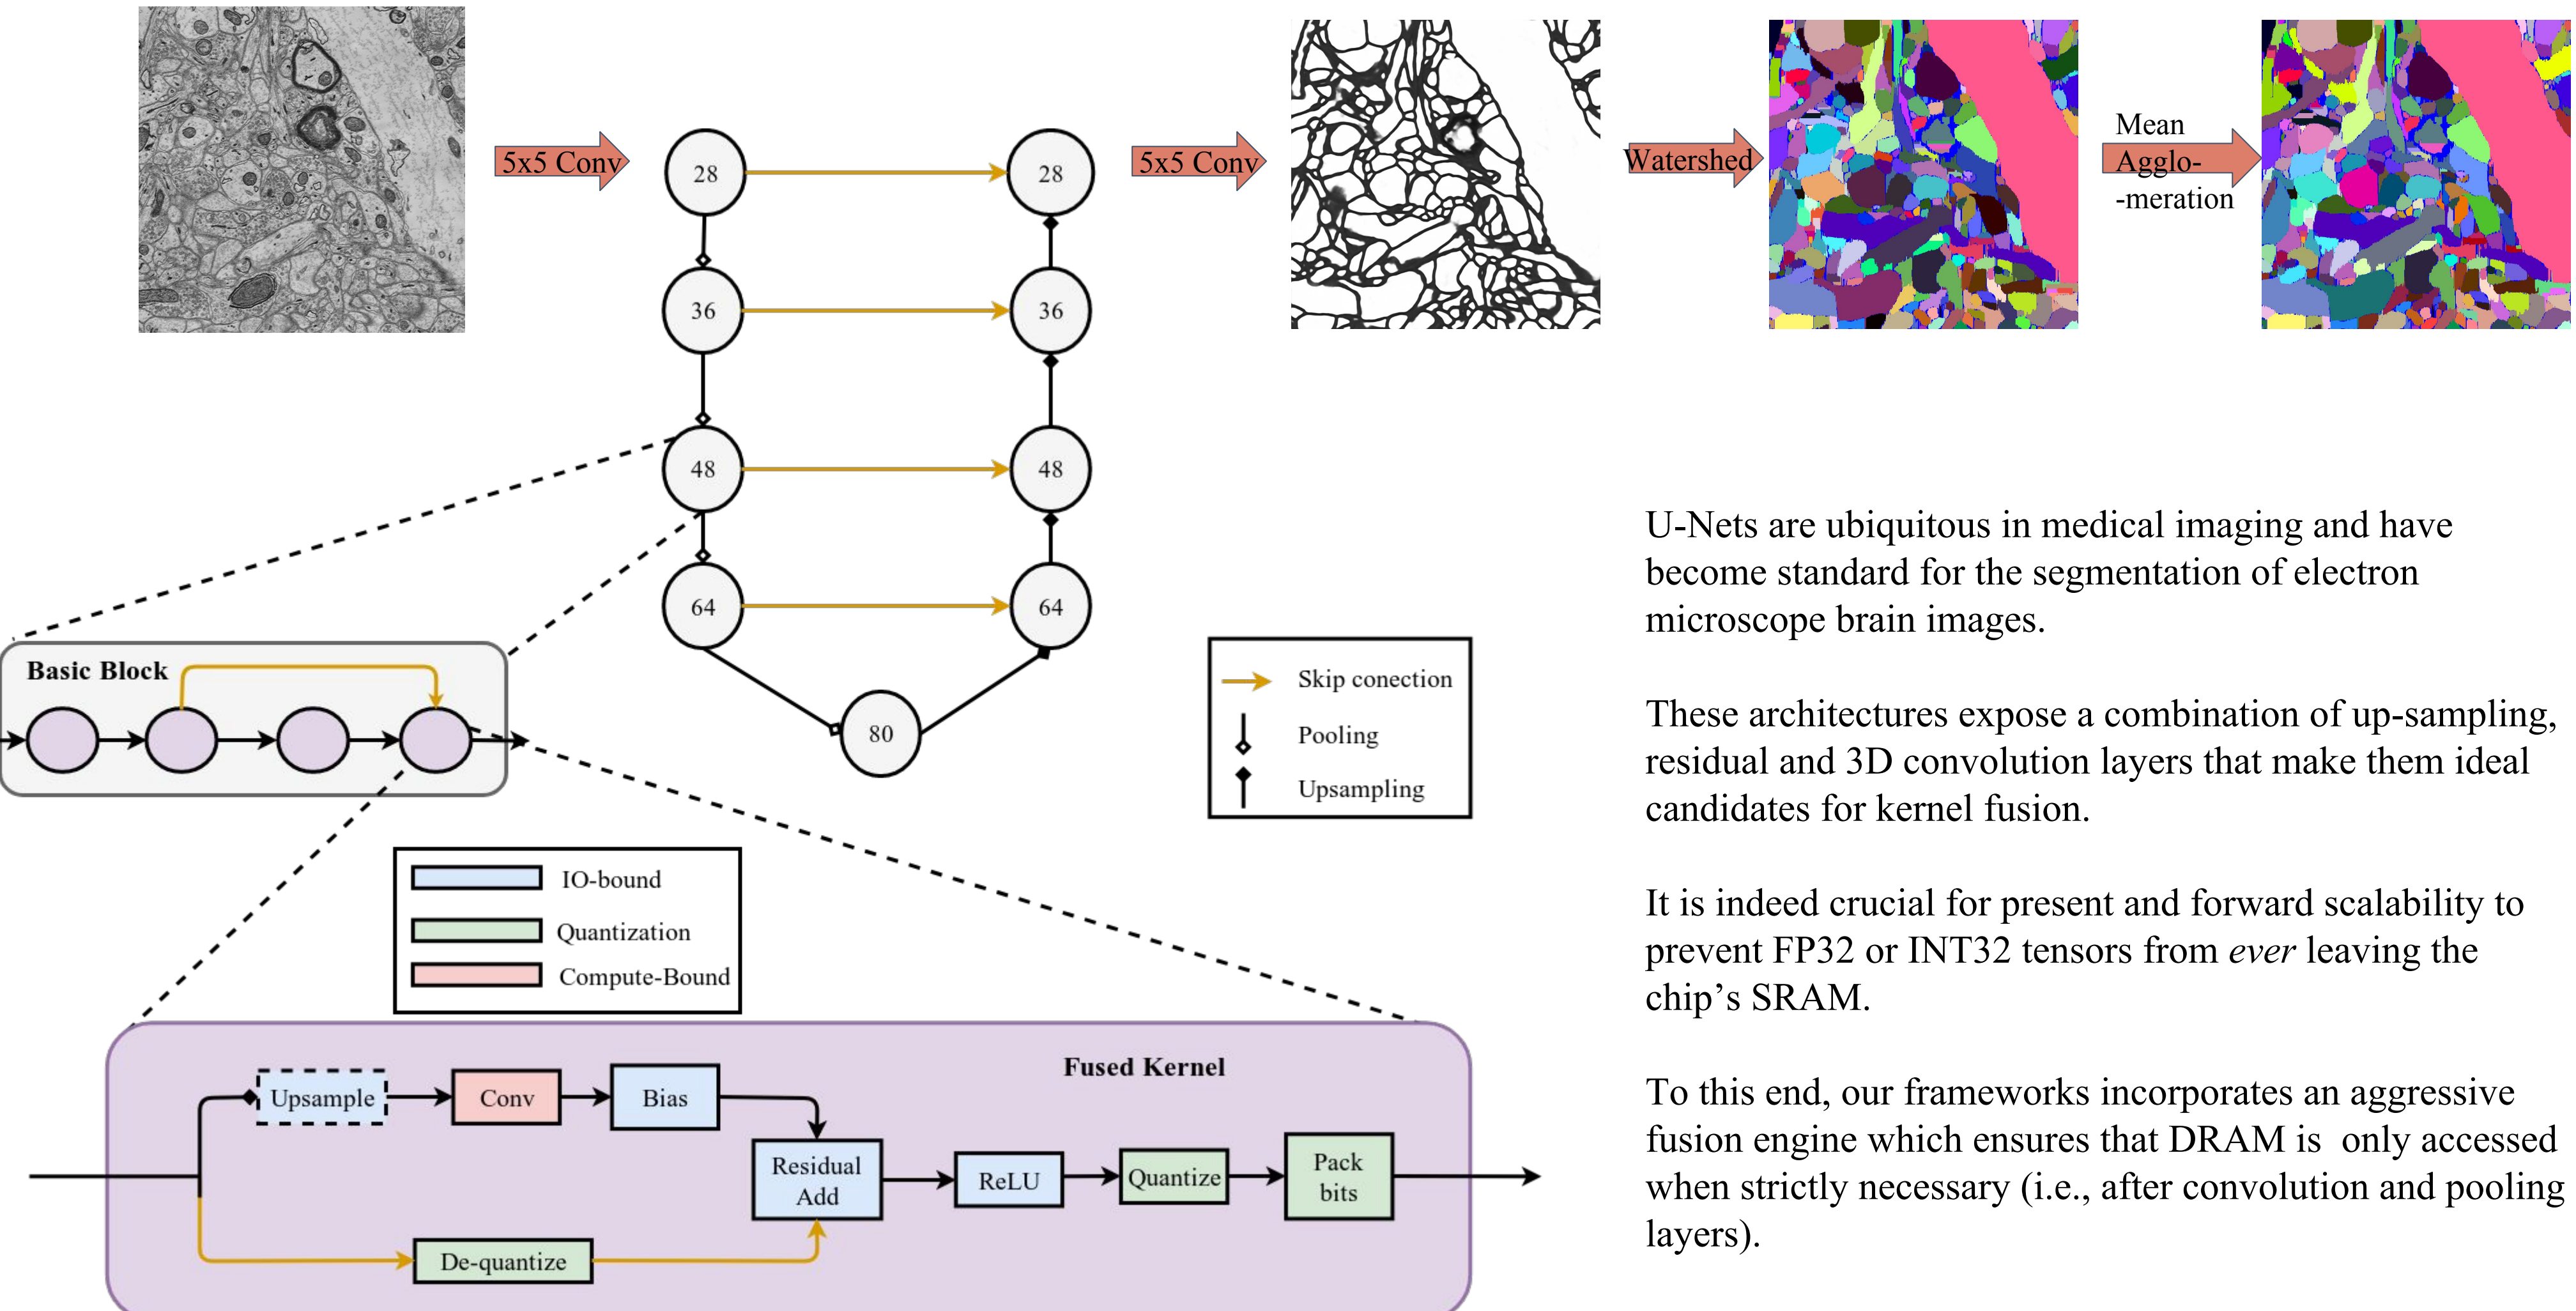 5x5 Conv
28
28
5x5 Conv
Watershed
Mean
Agglo-
-meration
36
36
48
48
64
64
80
Skip conection
Pooling
Upsampling
Basic Block
IO-bound
Quantization
Compute-Bound
Fused Kernel
Upsample
Conv
Bias
Residual
Add
ReLU
Quantize
Pack
bits
De-quantize
U-Nets are ubiquitous in medical imaging and have
become standard for the segmentation of electron
microscope brain images.
These architectures expose a combination of up-sampling,
residual and 3D convolution layers that make them ideal
candidates for kernel fusion.
It is indeed crucial for present and forward scalability to
prevent FP32 or INT32 tensors from ever leaving the
chip’s SRAM.
To this end, our frameworks incorporates an aggressive
fusion engine which ensures that DRAM is only accessed
when strictly necessary (i.e., after convolution and pooling
layers).